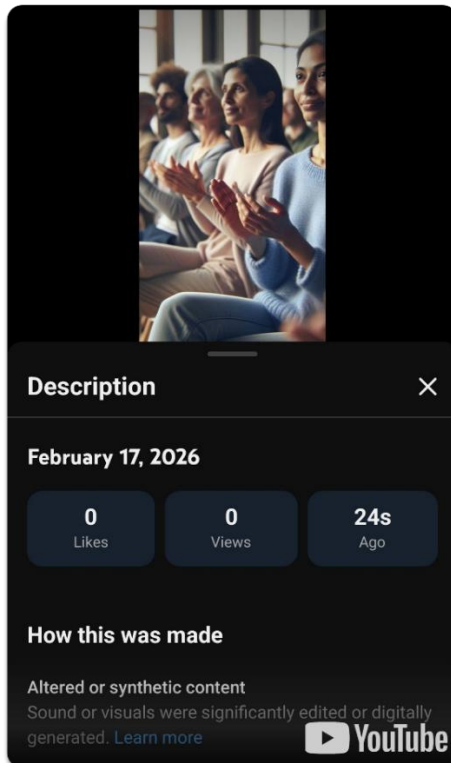 Description
February 17, 2026
0
Likes
0
Views
24s
Ago
How this was made
Altered or synthetic content
Sound or visuals were significantly edited or digitally
generated. Learn more
YouTube